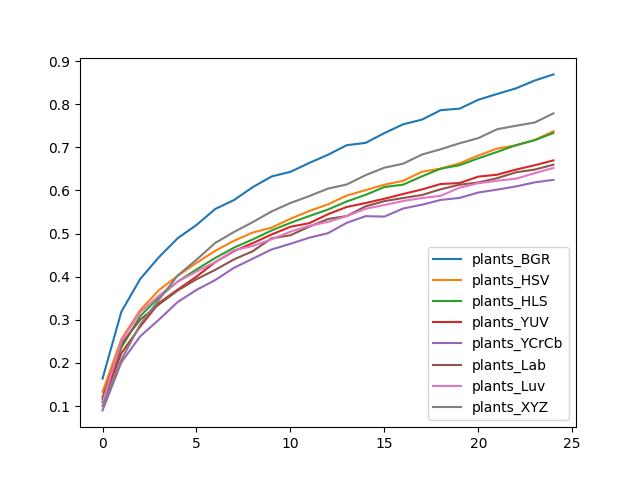 0.9
0.8
0.7
0.6
0.5
0.4
0.3
0.2
0.1
0 5 10 15 20 25
plants_BGR
plants_HSV
plants_HLS
plants_YUV
plants_YCrCb
plants_Lab
plants_Luv
plants_XYZ